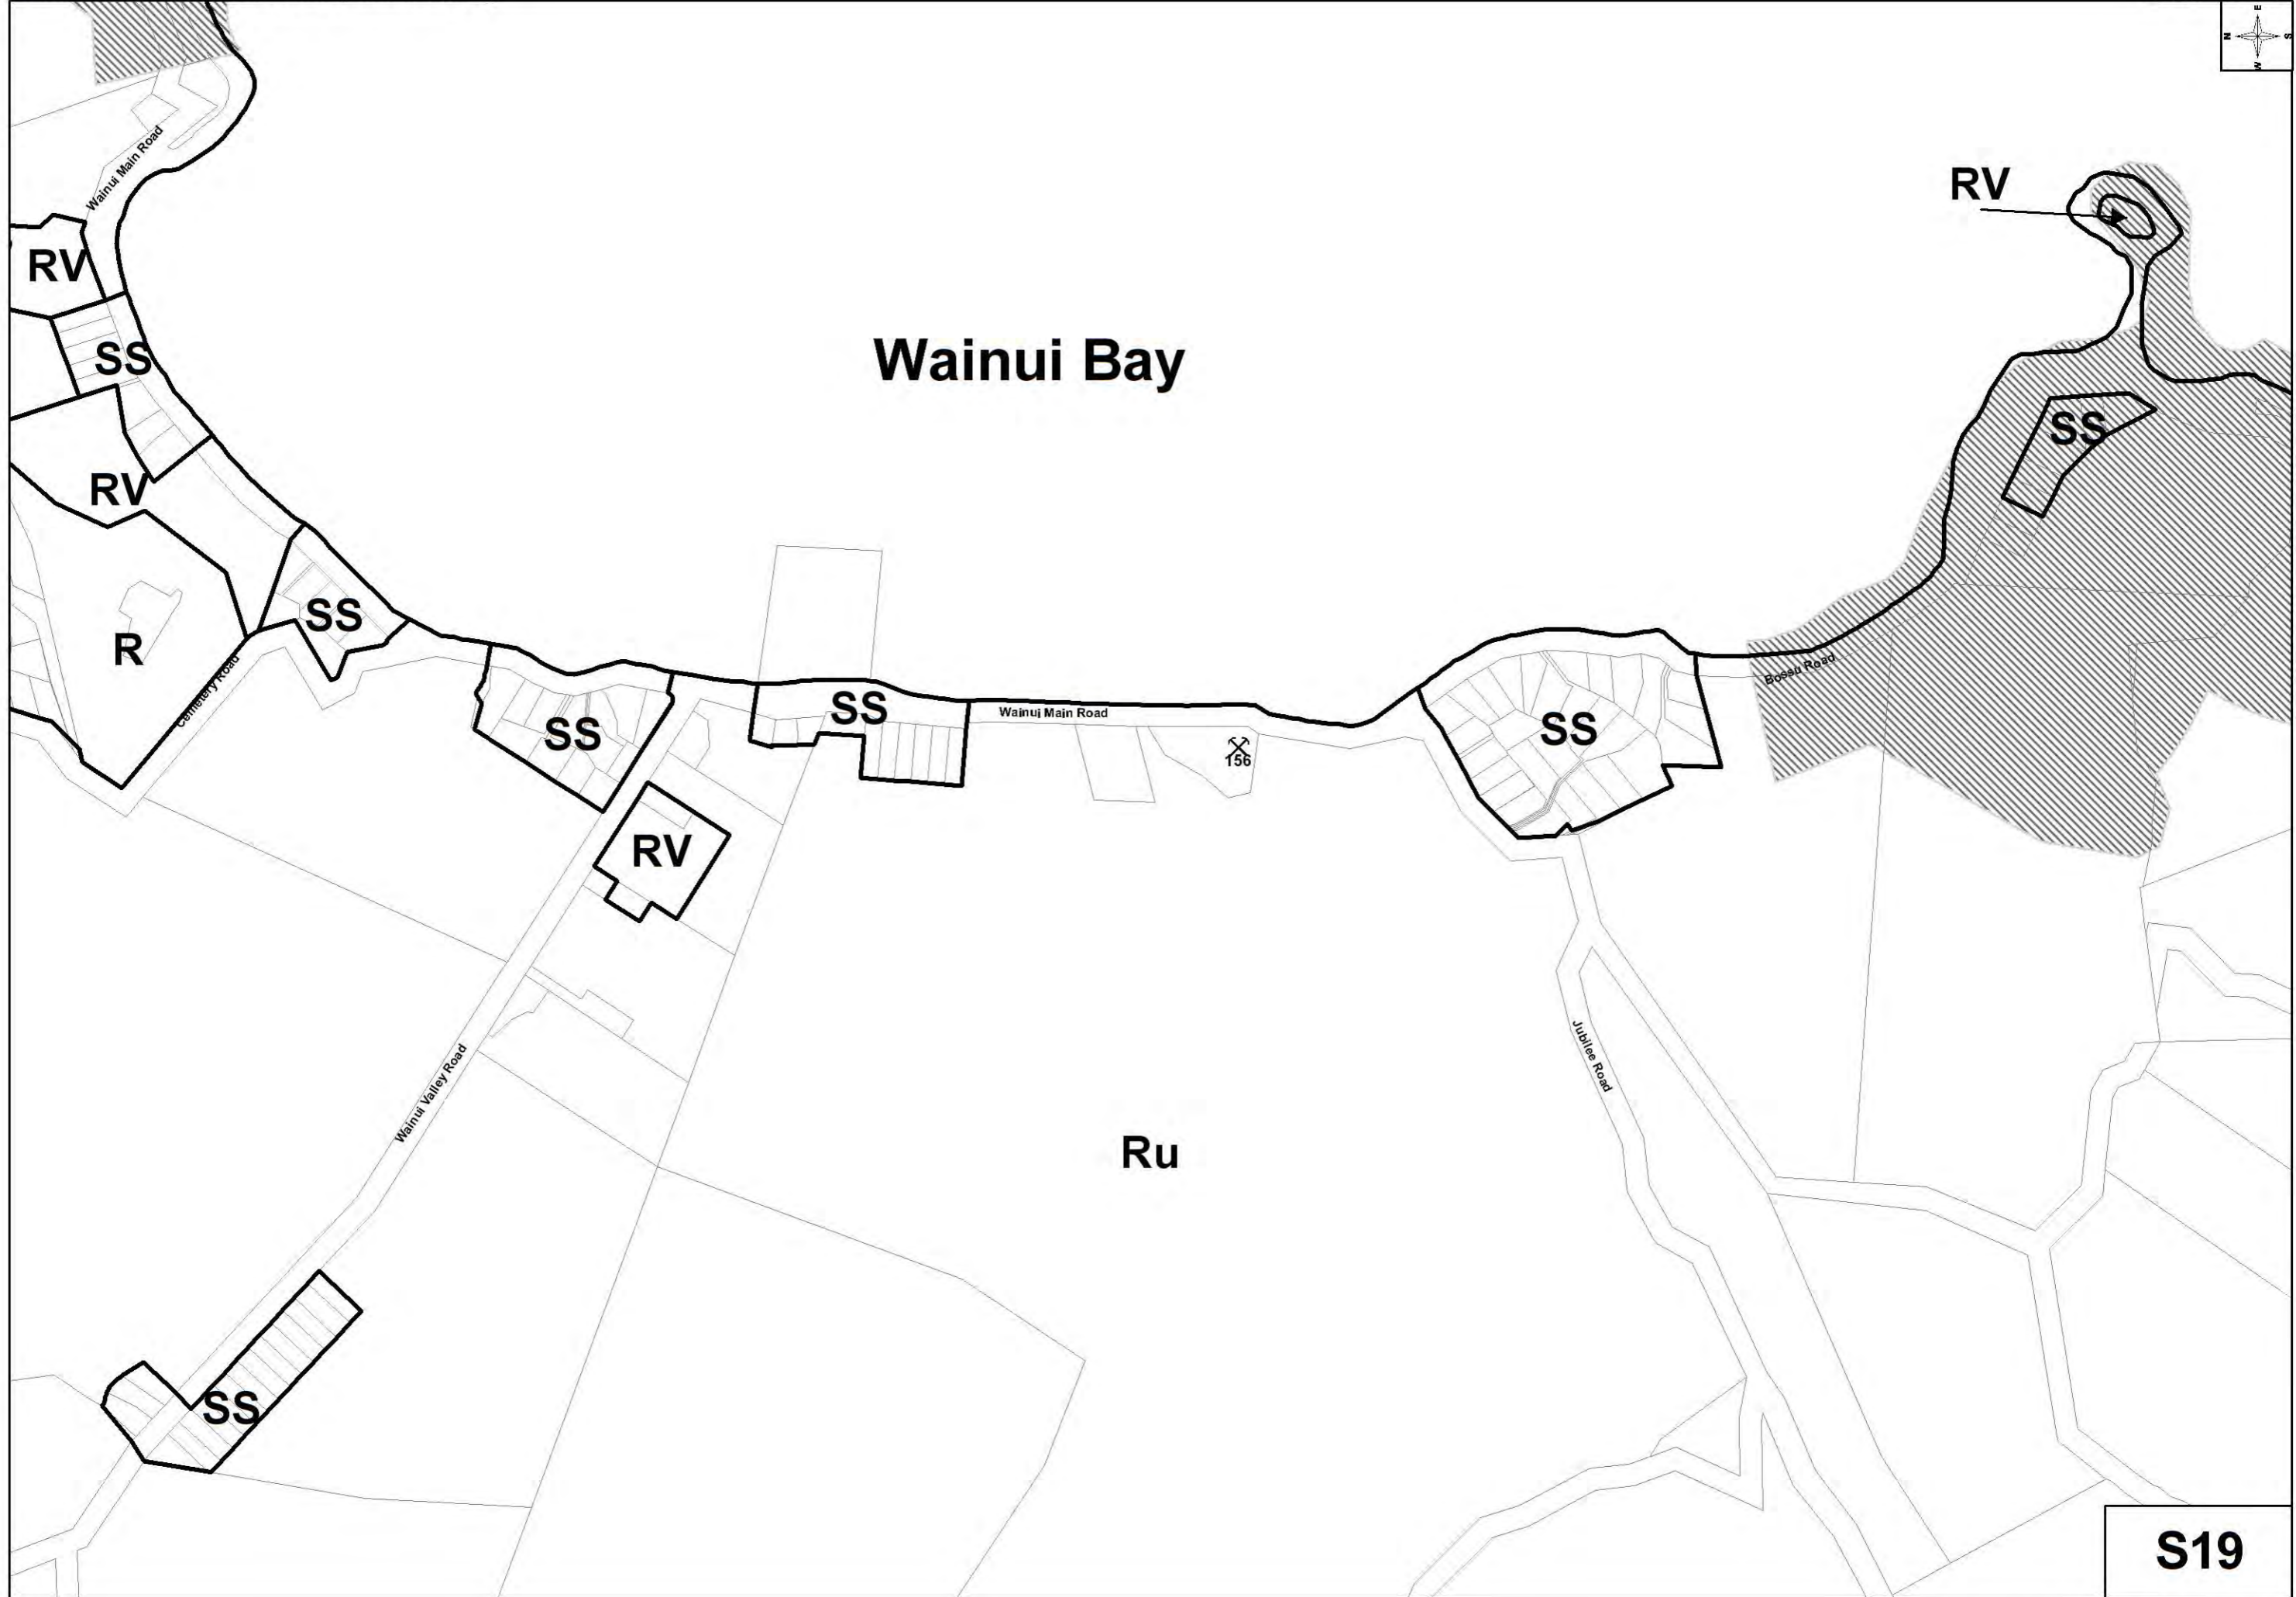 E
N
S
W
Wainui Main Road
RV
RV
Wainui Bay
SS
SS
RV
SS
R
Cemetery Road
Bossu Road
SS
SS
Wainui Main Road
SS
156
RV
Jubilee Road
Wainui Valley Road
Ru
SS
S19